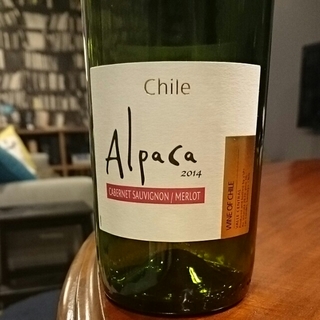 Chile
Alpaca
2014
CABERNET SAUVIGNON / MERLOT
WINE OF CHILE